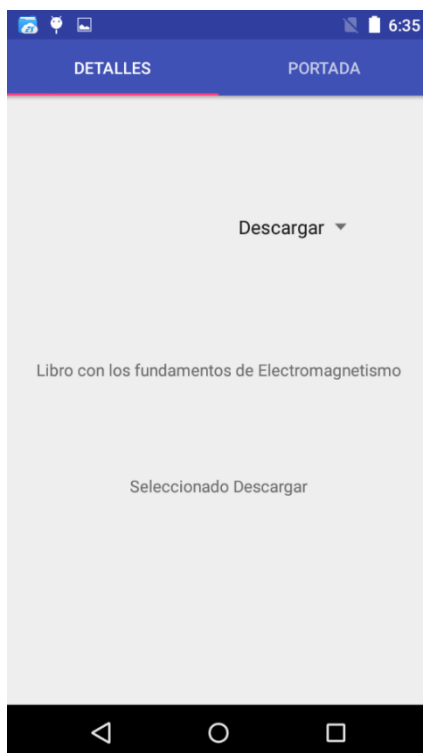 6:35
DETALLES PORTADA
Descargar
Libro con los fundamentos de Electromagnetismo
Seleccionado Descargar